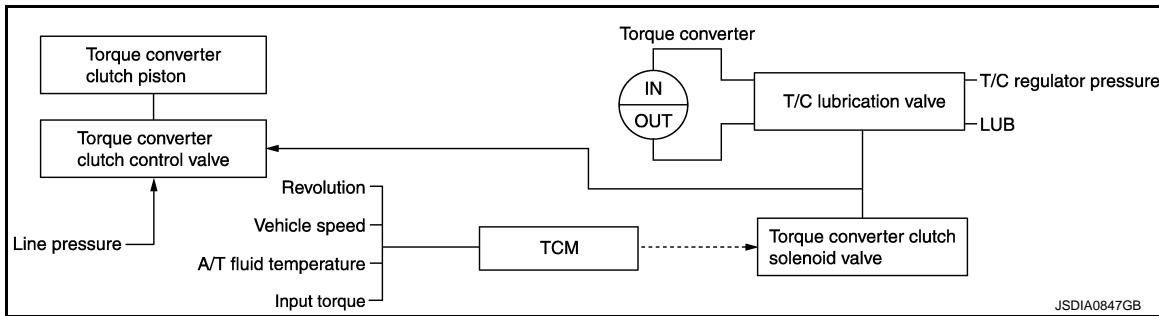 Torque converter
clutch piston
Torque converter
clutch control valve
Line pressure
Revolution
Vehicle speed
A/T fluid temperature
Input torque
TCM
Torque converter
IN
OUT
T/C lubrication valve
T/C regulator pressure
LUB
Torque converter clutch
solenoid valve
JSDIA0847GB